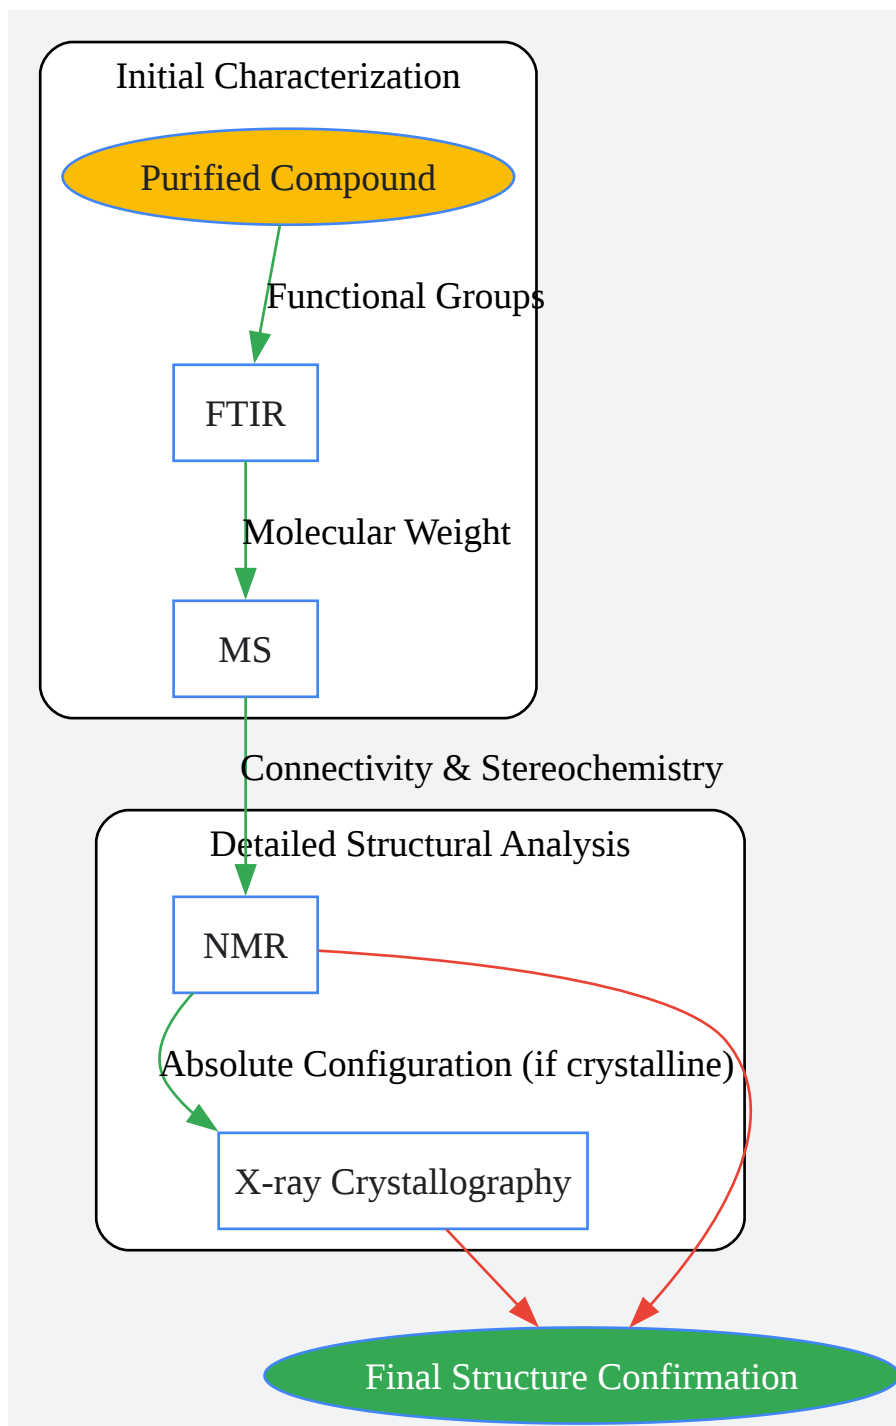 Initial Characterization
Purified Compound
Functional Groups
FTIR
Molecular Weight
MS
Connectivity & Stereochemistry
Detailed Structural Analysis
NMR
Absolute Configuration (if crystalline)
X-ray Crystallography
Final Structure Confirmation